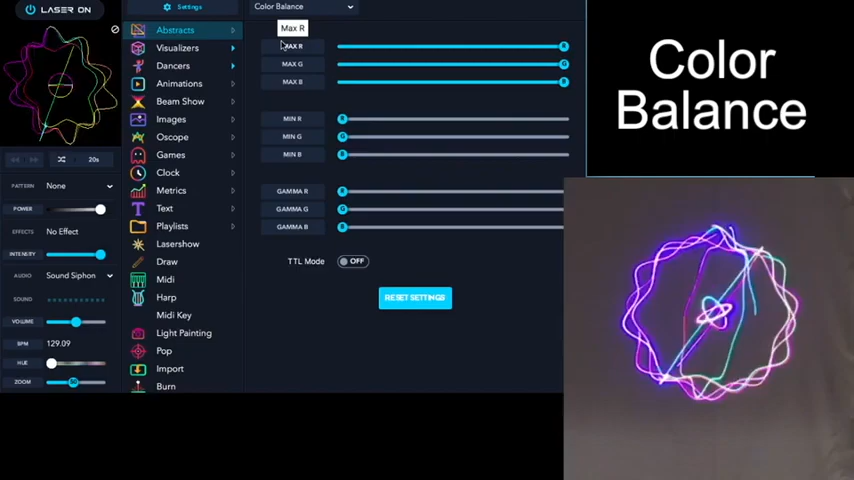 LASER ON
Settings
Color Balance
Max R
Color
Balance
Abstracts
Visualizers
Dancers
Animations
Beam Show
Images
Oscope
Games
Clock
Metrics
Text
Playlists
Lasershow
Draw
Midi
Harp
Midi Key
Light Painting
Pop
Import
Burn
20s
PATTERN None
POWER
EFFECTS No Effect
INTENSITY
AUDIO Sound Siphon
SOUND
VOLUME
BPM 129.09
HUE
ZOOM 50
MAX R R
MAX G G
MAX B B
MIN R R
MIN G G
MIN B B
GAMMA R R
GAMMA G G
GAMMA B B
TTL Mode OFF
RESET SETTINGS